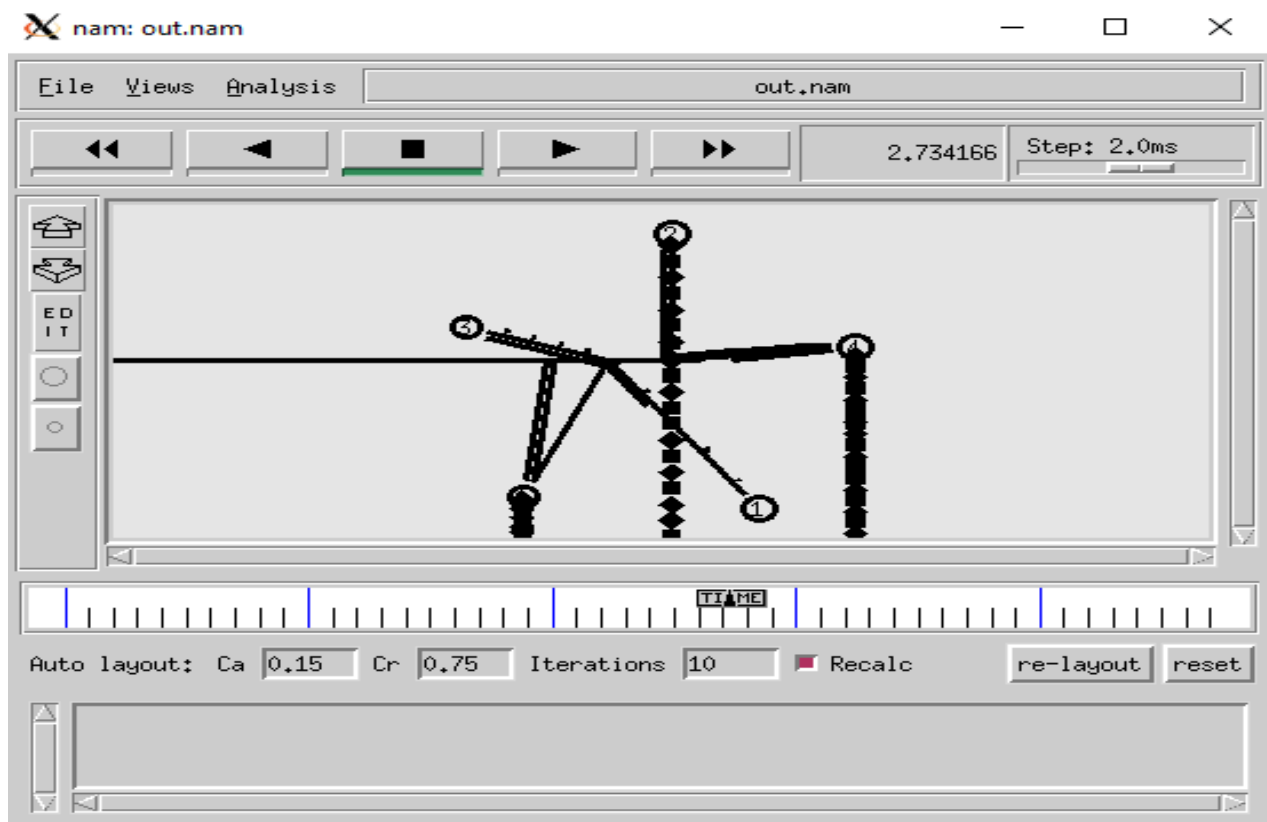 nam: out.nam
File Views Analysis out.nam
2.734166 Step: 2.0ms
2
3
4
ED
IT
1
TIME
Auto layout: Ca 0.15 Cr 0.75 Iterations 10 Recalc re-layout reset